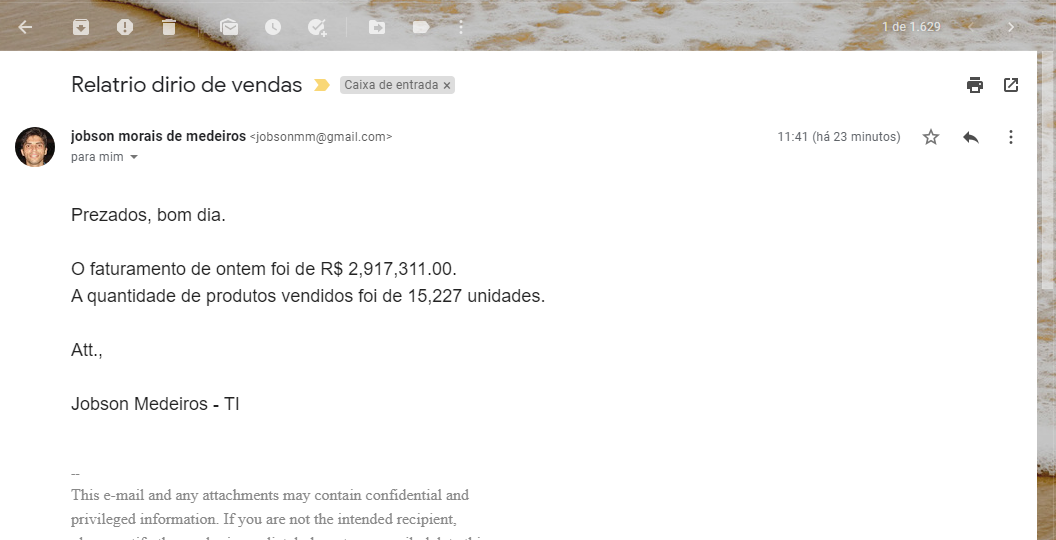 1 de 1.629
Relatrio dirio de vendas
Caixa de entrada ×
jobson morais de medeiros <jobsonmm@gmail.com>
11:41 (há 23 minutos)
para mim
Prezados, bom dia.
O faturamento de ontem foi de R$ 2,917,311.00.
A quantidade de produtos vendidos foi de 15,227 unidades.
Att.,
Jobson Medeiros - TI
--
This e-mail and any attachments may contain confidential and
privileged information. If you are not the intended recipient,